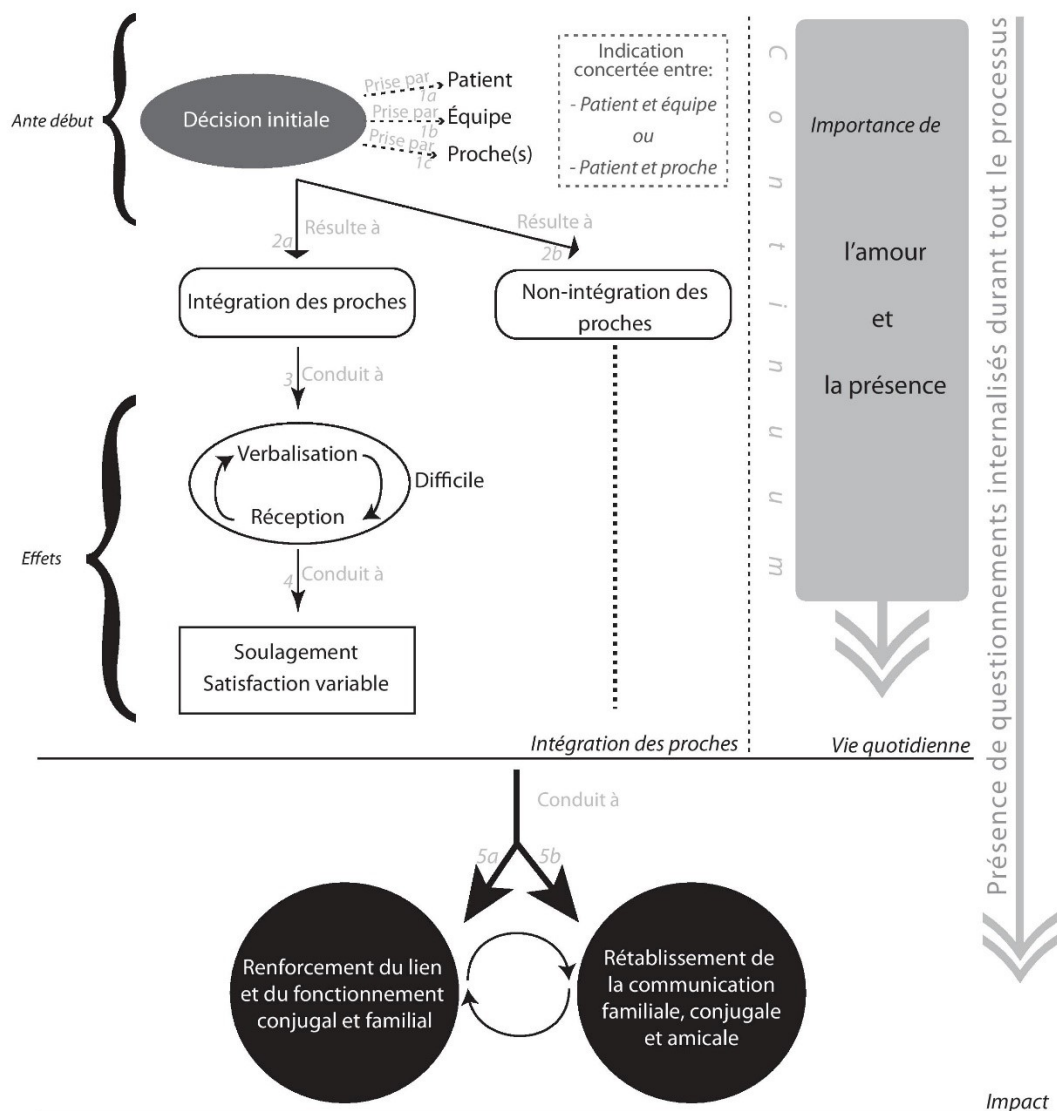 Ante début
Décision initiale
Prise par
1a
Patient
Prise par
1b
Équipe
Prise par
1c
Proche(s)
Indication
concertée entre:
- Patient et équipe
ou
- Patient et proche
Résulte à
2a
Résulte à
2b
Intégration des proches
Non-intégration des
proches
3
Conduit à
Effets
Verbalisation
Réception
Difficile
4
Conduit à
Soulagement
Satisfaction variable
Intégration des proches
Continuum
Importance de
l’amour
et
la présence
Vie quotidienne
Présence de questionnements internalisés durant tout le processus
Conduit à
5a
5b
Renforcement du lien
et du fonctionnement
conjugal et familial
Rétablissement de
la communication
familiale, conjugale
et amicale
Impact